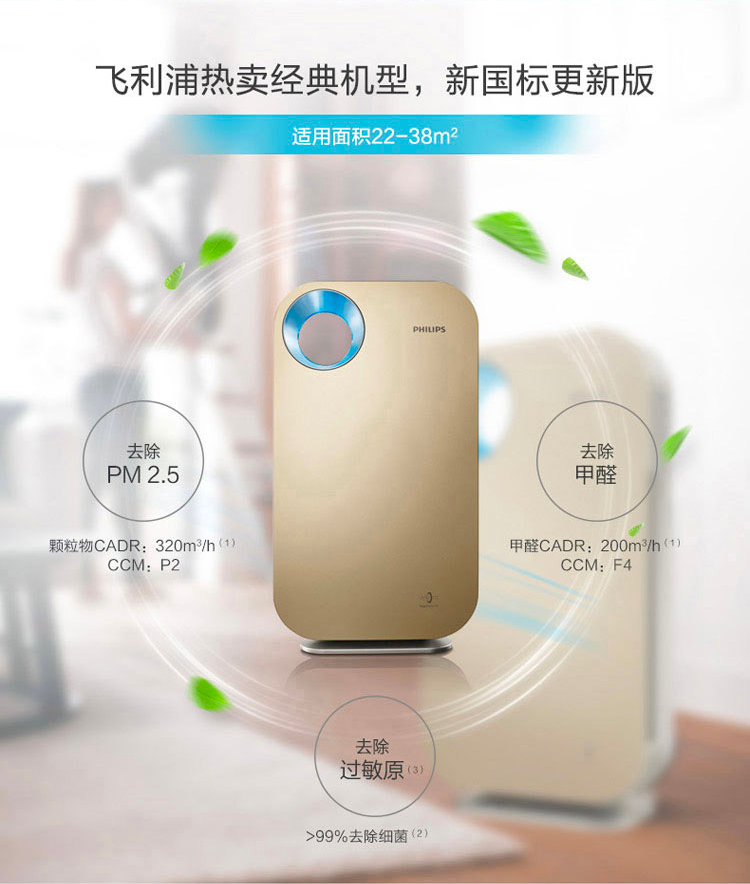 飞利浦热卖经典机型，新国标更新版
适用面积22-38m²
PHILIPS
去除
PM 2.5
颗粒物CADR：320m³/h（1）
CCM：P2
去除
甲醛
甲醛CADR：200m³/h（1）
CCM：F4
去除
过敏原（3）
>99%去除细菌（2）